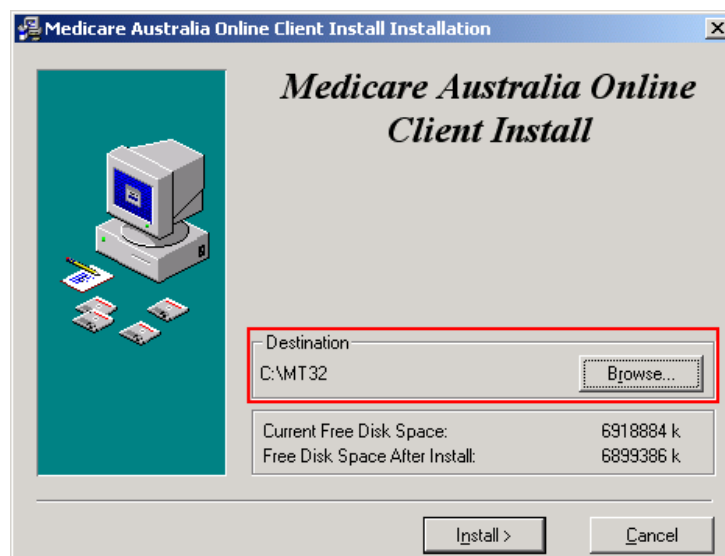 Medicare Australia Online Client Install Installation
Medicare Australia Online
Client Install
Destination
C:\MT32
Browse...
Current Free Disk Space: 6918884 k
Free Disk Space After Install: 6899386 k
Install >
Cancel